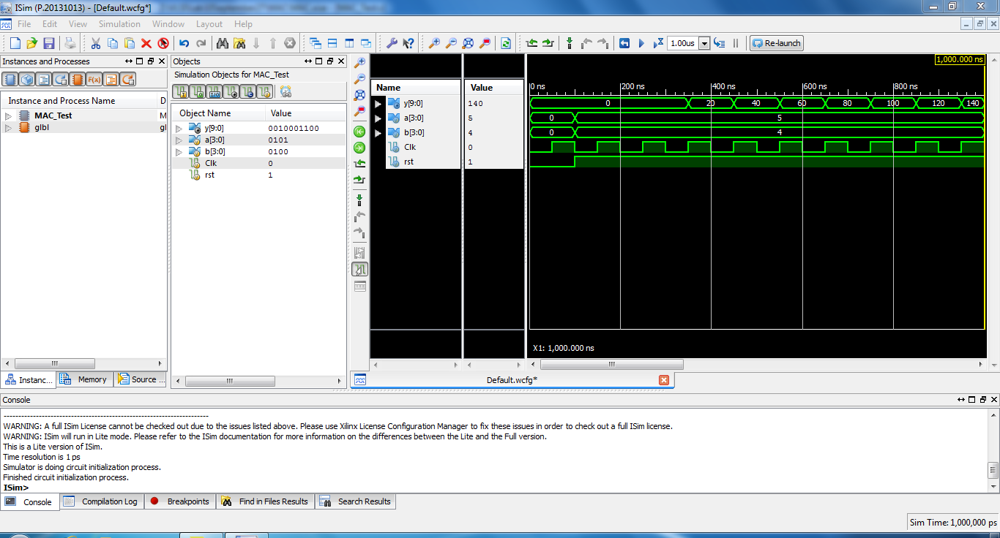 ISim (P.20131013) - [Default.wcfg*]
File Edit View Simulation Window Layout Help
1.00us Re-launch
Instances and Processes
Instance and Process Name D
MAC_Test M
glbl gl
Instanc... Memory Source ...
Objects
Simulation Objects for MAC_Test
Object Name Value
y[9:0] 0010001100
a[3:0] 0101
b[3:0] 0100
Clk 0
rst 1
Name Value
y[9:0] 140
a[3:0] 5
b[3:0] 4
Clk 0
rst 1
1,000.000 ns
0 ns 200 ns 400 ns 600 ns 800 ns
0 20 40 60 80 100 120 140
0 5
0 4
X1: 1,000.000 ns
Default.wcfg*
Console
WARNING: A full ISim License cannot be checked out due to the issues listed above. Please use Xilinx License Configuration Manager to fix these issues in order to check out a full ISim license.
WARNING: ISim will run in Lite mode. Please refer to the ISim documentation for more information on the differences between the Lite and the Full version.
This is a Lite version of ISim.
Time resolution is 1 ps
Simulator is doing circuit initialization process.
Finished circuit initialization process.
ISim>
Console Compilation Log Breakpoints Find in Files Results Search Results
Sim Time: 1,000,000 ps